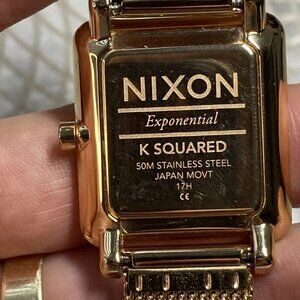 NIXON
Exponential
K SQUARED
50M STAINLESS STEEL
JAPAN MOVT
17H
CE